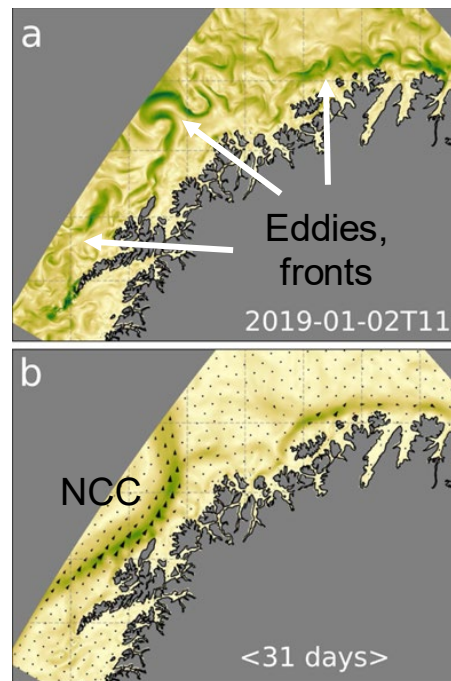 a
Eddies,
fronts
2019-01-02T11
b
NCC
<31 days>